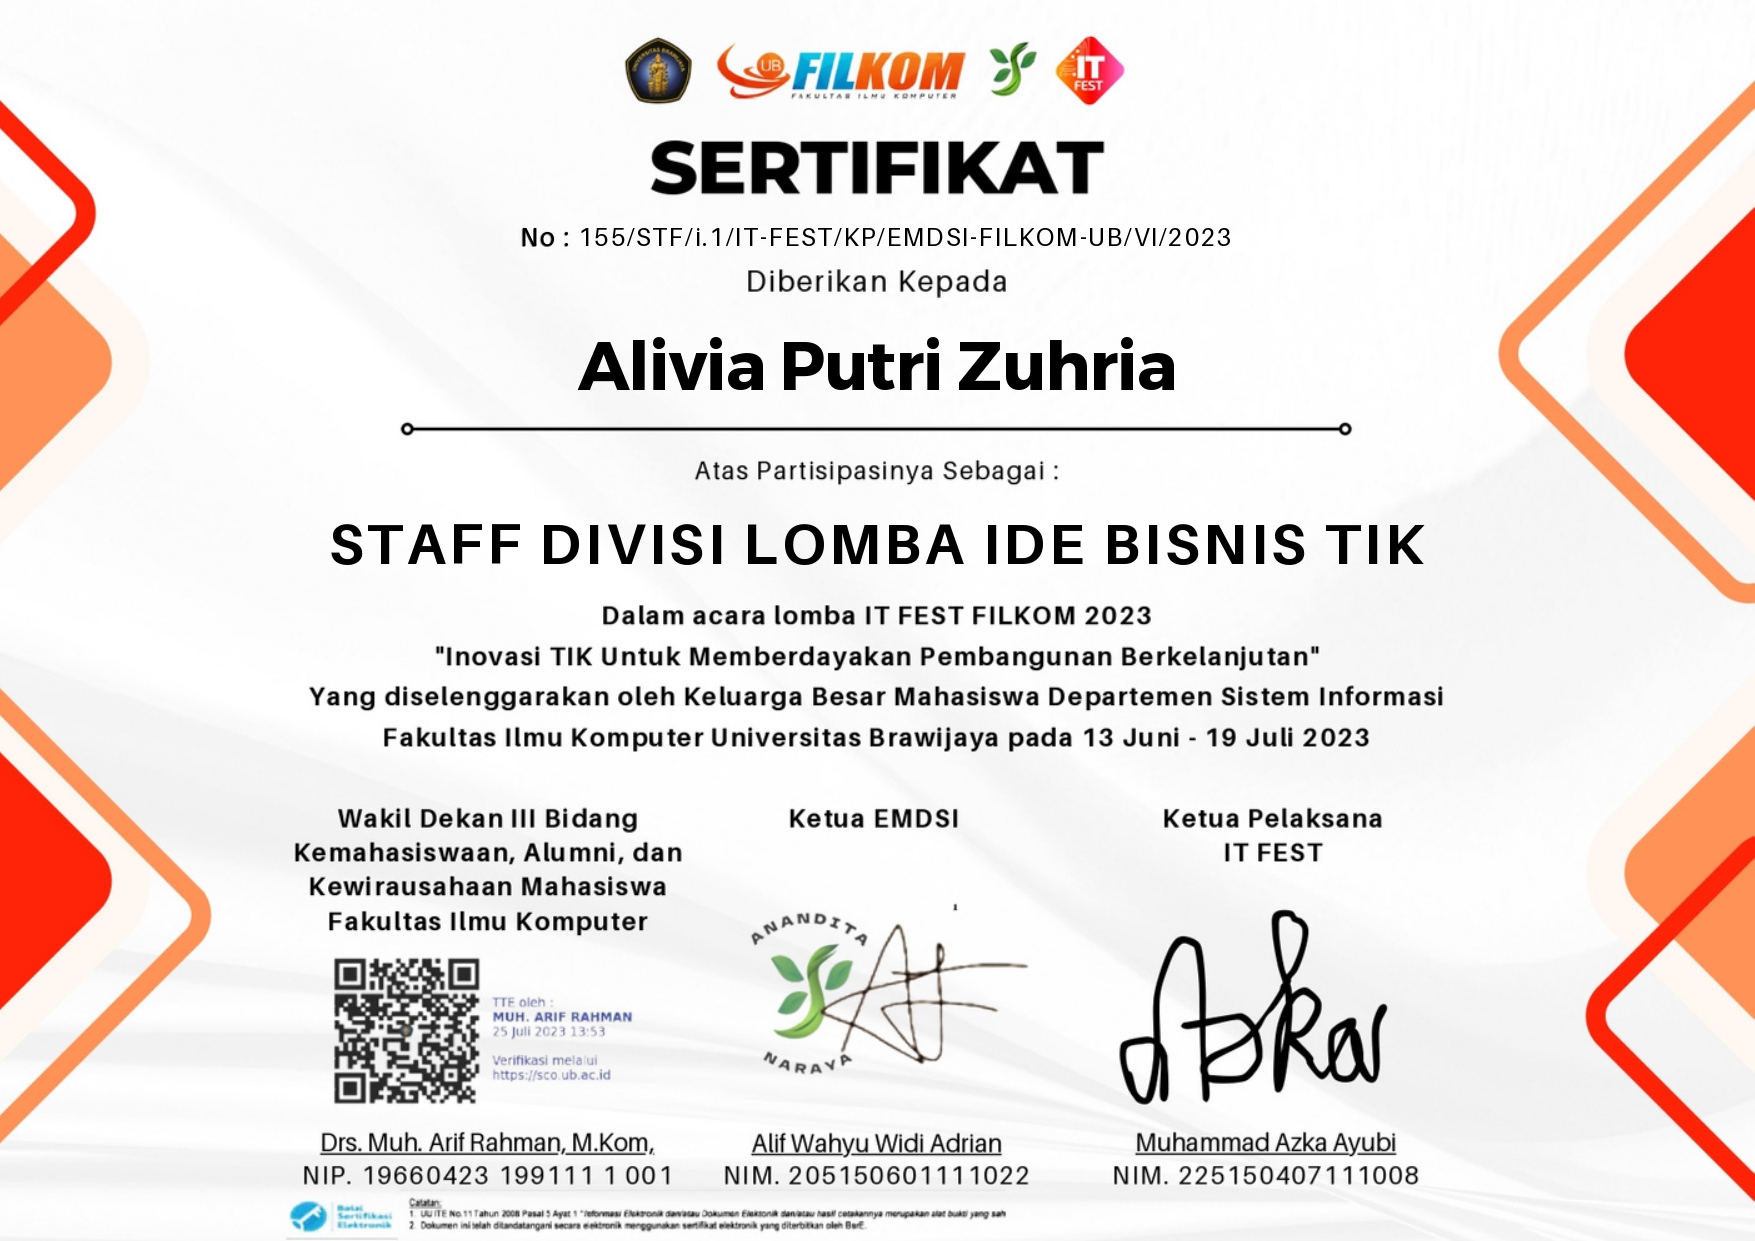 UNIVERSITAS BRAWIJAYA
UB FILKOM
FAKULTAS ILMU KOMPUTER
IT FEST
SERTIFIKAT
No : 155/STF/i.1/IT-FEST/KP/EMDSI-FILKOM-UB/VI/2023
Diberikan Kepada
Alivia Putri Zuhria
Atas Partisipasinya Sebagai :
STAFF DIVISI LOMBA IDE BISNIS TIK
Dalam acara lomba IT FEST FILKOM 2023
"Inovasi TIK Untuk Memberdayakan Pembangunan Berkelanjutan"
Yang diselenggarakan oleh Keluarga Besar Mahasiswa Departemen Sistem Informasi
Fakultas Ilmu Komputer Universitas Brawijaya pada 13 Juni - 19 Juli 2023
Wakil Dekan III Bidang
Kemahasiswaan, Alumni, dan
Kewirausahaan Mahasiswa
Fakultas Ilmu Komputer
TTE oleh :
MUH. ARIF RAHMAN
25 Juli 2023 13:53
Verifikasi melalui
https://sco.ub.ac.id
Drs. Muh. Arif Rahman, M.Kom,
NIP. 19660423 199111 1 001
Ketua EMDSI
ANANDITA
NARAYA
Alif Wahyu Widi Adrian
NIM. 205150601111022
Ketua Pelaksana
IT FEST
Azka
Muhammad Azka Ayubi
NIM. 225150407111008
Balai
Sertifikasi
Elektronik
Catatan:
1. UU ITE No.11 Tahun 2008 Pasal 5 Ayat 1 "Informasi Elektronik dan/atau Dokumen Elektonik dan/atau hasil cetakannya merupakan alat bukti yang sah
2. Dokumen ini telah ditandatangani secara elektronik menggunakan sertifikat elektronik yang diterbitkan oleh BsrE.